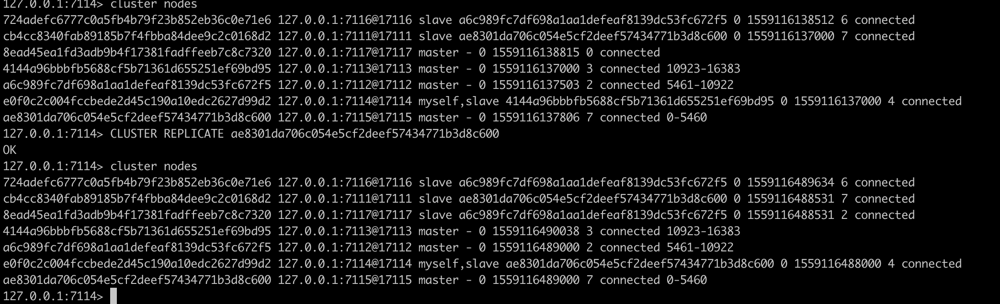 127.0.0.1:7114> cluster nodes
724adefc6777c0a5fb4b79f23b852eb36c0e71e6 127.0.0.1:7116@17116 slave a6c989fc7df698a1aa1defeaf8139dc53fc672f5 0 1559116138512 6 connected
cb4cc8340fab89185b7f4fbba84dee9c2c0168d2 127.0.0.1:7111@17111 slave ae8301da706c054e5cf2deef57434771b3d8c600 0 1559116137000 7 connected
8ead45ea1fd3adb9b4f17381fadffeeb7c8c7320 127.0.0.1:7117@17117 master - 0 1559116138815 0 connected
4144a96bbbfb5688cf5b71361d655251ef69bd95 127.0.0.1:7113@17113 master - 0 1559116137000 3 connected 10923-16383
a6c989fc7df698a1aa1defeaf8139dc53fc672f5 127.0.0.1:7112@17112 master - 0 1559116137503 2 connected 5461-10922
e0f0c2c004fccbede2d45c190a10edc2627d99d2 127.0.0.1:7114@17114 myself,slave 4144a96bbbfb5688cf5b71361d655251ef69bd95 0 1559116137000 4 connected
ae8301da706c054e5cf2deef57434771b3d8c600 127.0.0.1:7115@17115 master - 0 1559116137806 7 connected 0-5460
127.0.0.1:7114> CLUSTER REPLICATE ae8301da706c054e5cf2deef57434771b3d8c600
OK
127.0.0.1:7114> cluster nodes
724adefc6777c0a5fb4b79f23b852eb36c0e71e6 127.0.0.1:7116@17116 slave a6c989fc7df698a1aa1defeaf8139dc53fc672f5 0 1559116489634 6 connected
cb4cc8340fab89185b7f4fbba84dee9c2c0168d2 127.0.0.1:7111@17111 slave ae8301da706c054e5cf2deef57434771b3d8c600 0 1559116488531 7 connected
8ead45ea1fd3adb9b4f17381fadffeeb7c8c7320 127.0.0.1:7117@17117 slave a6c989fc7df698a1aa1defeaf8139dc53fc672f5 0 1559116488531 2 connected
4144a96bbbfb5688cf5b71361d655251ef69bd95 127.0.0.1:7113@17113 master - 0 1559116490038 3 connected 10923-16383
a6c989fc7df698a1aa1defeaf8139dc53fc672f5 127.0.0.1:7112@17112 master - 0 1559116489000 2 connected 5461-10922
e0f0c2c004fccbede2d45c190a10edc2627d99d2 127.0.0.1:7114@17114 myself,slave ae8301da706c054e5cf2deef57434771b3d8c600 0 1559116488000 4 connected
ae8301da706c054e5cf2deef57434771b3d8c600 127.0.0.1:7115@17115 master - 0 1559116489000 7 connected 0-5460
127.0.0.1:7114>